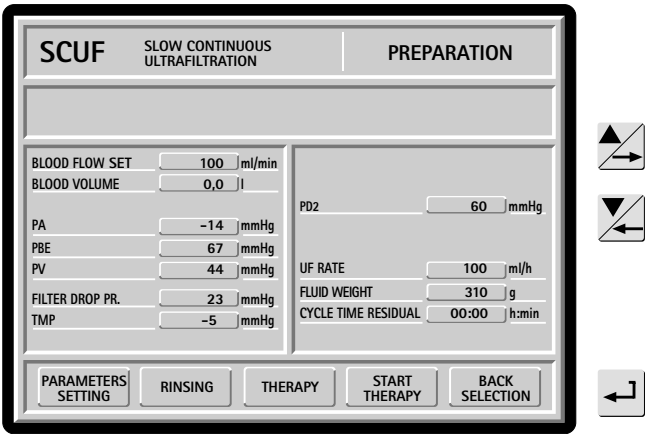 SCUF SLOW CONTINUOUS
ULTRAFILTRATION
PREPARATION
BLOOD FLOW SET 100 ml/min
BLOOD VOLUME 0,0 l
PA -14 mmHg
PBE 67 mmHg
PV 44 mmHg
FILTER DROP PR. 23 mmHg
TMP -5 mmHg
PD2 60 mmHg
UF RATE 100 ml/h
FLUID WEIGHT 310 g
CYCLE TIME RESIDUAL 00:00 h:min
PARAMETERS
SETTING
RINSING
THERAPY
START
THERAPY
BACK
SELECTION